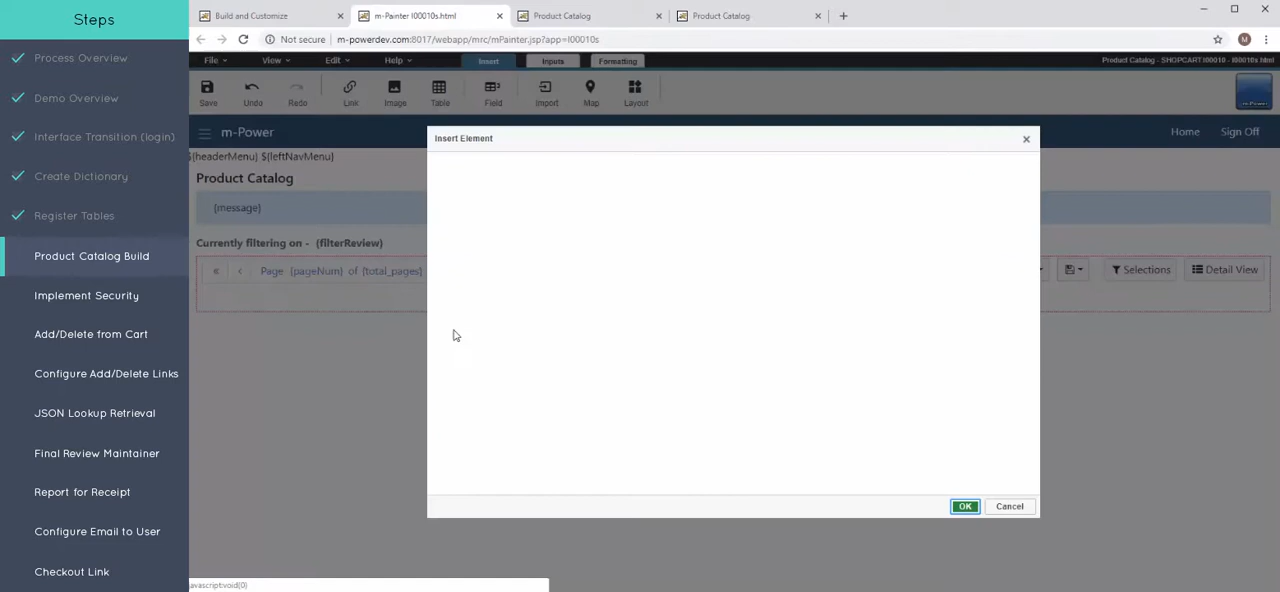 Steps
Process Overview
Demo Overview
Interface Transition (login)
Create Dictionary
Register Tables
Product Catalog Build
Implement Security
Add/Delete from Cart
Configure Add/Delete Links
JSON Lookup Retrieval
Final Review Maintainer
Report for Receipt
Configure Email to User
Checkout Link
Build and Customize
m-Painter I00010s.html
Product Catalog
Product Catalog
Not secure
m-powerdev.com:8017/webapp/mrc/mPainter.jsp?app=I00010s
M
File
View
Edit
Help
Insert
Inputs
Formatting
Product Catalog - SHOPCART I00010 - I00010s.html
Save
Undo
Redo
Link
Image
Table
Field
Import
Map
Layout
m-Power
m-Power
Home
Sign Off
${headerMenu} ${leftNavMenu}
Product Catalog
{message}
Currently filtering on - {filterReview}
« ‹ Page {pageNum} of {total_pages}
Selections
Detail View
Insert Element
OK
Cancel
avascript:void(0)